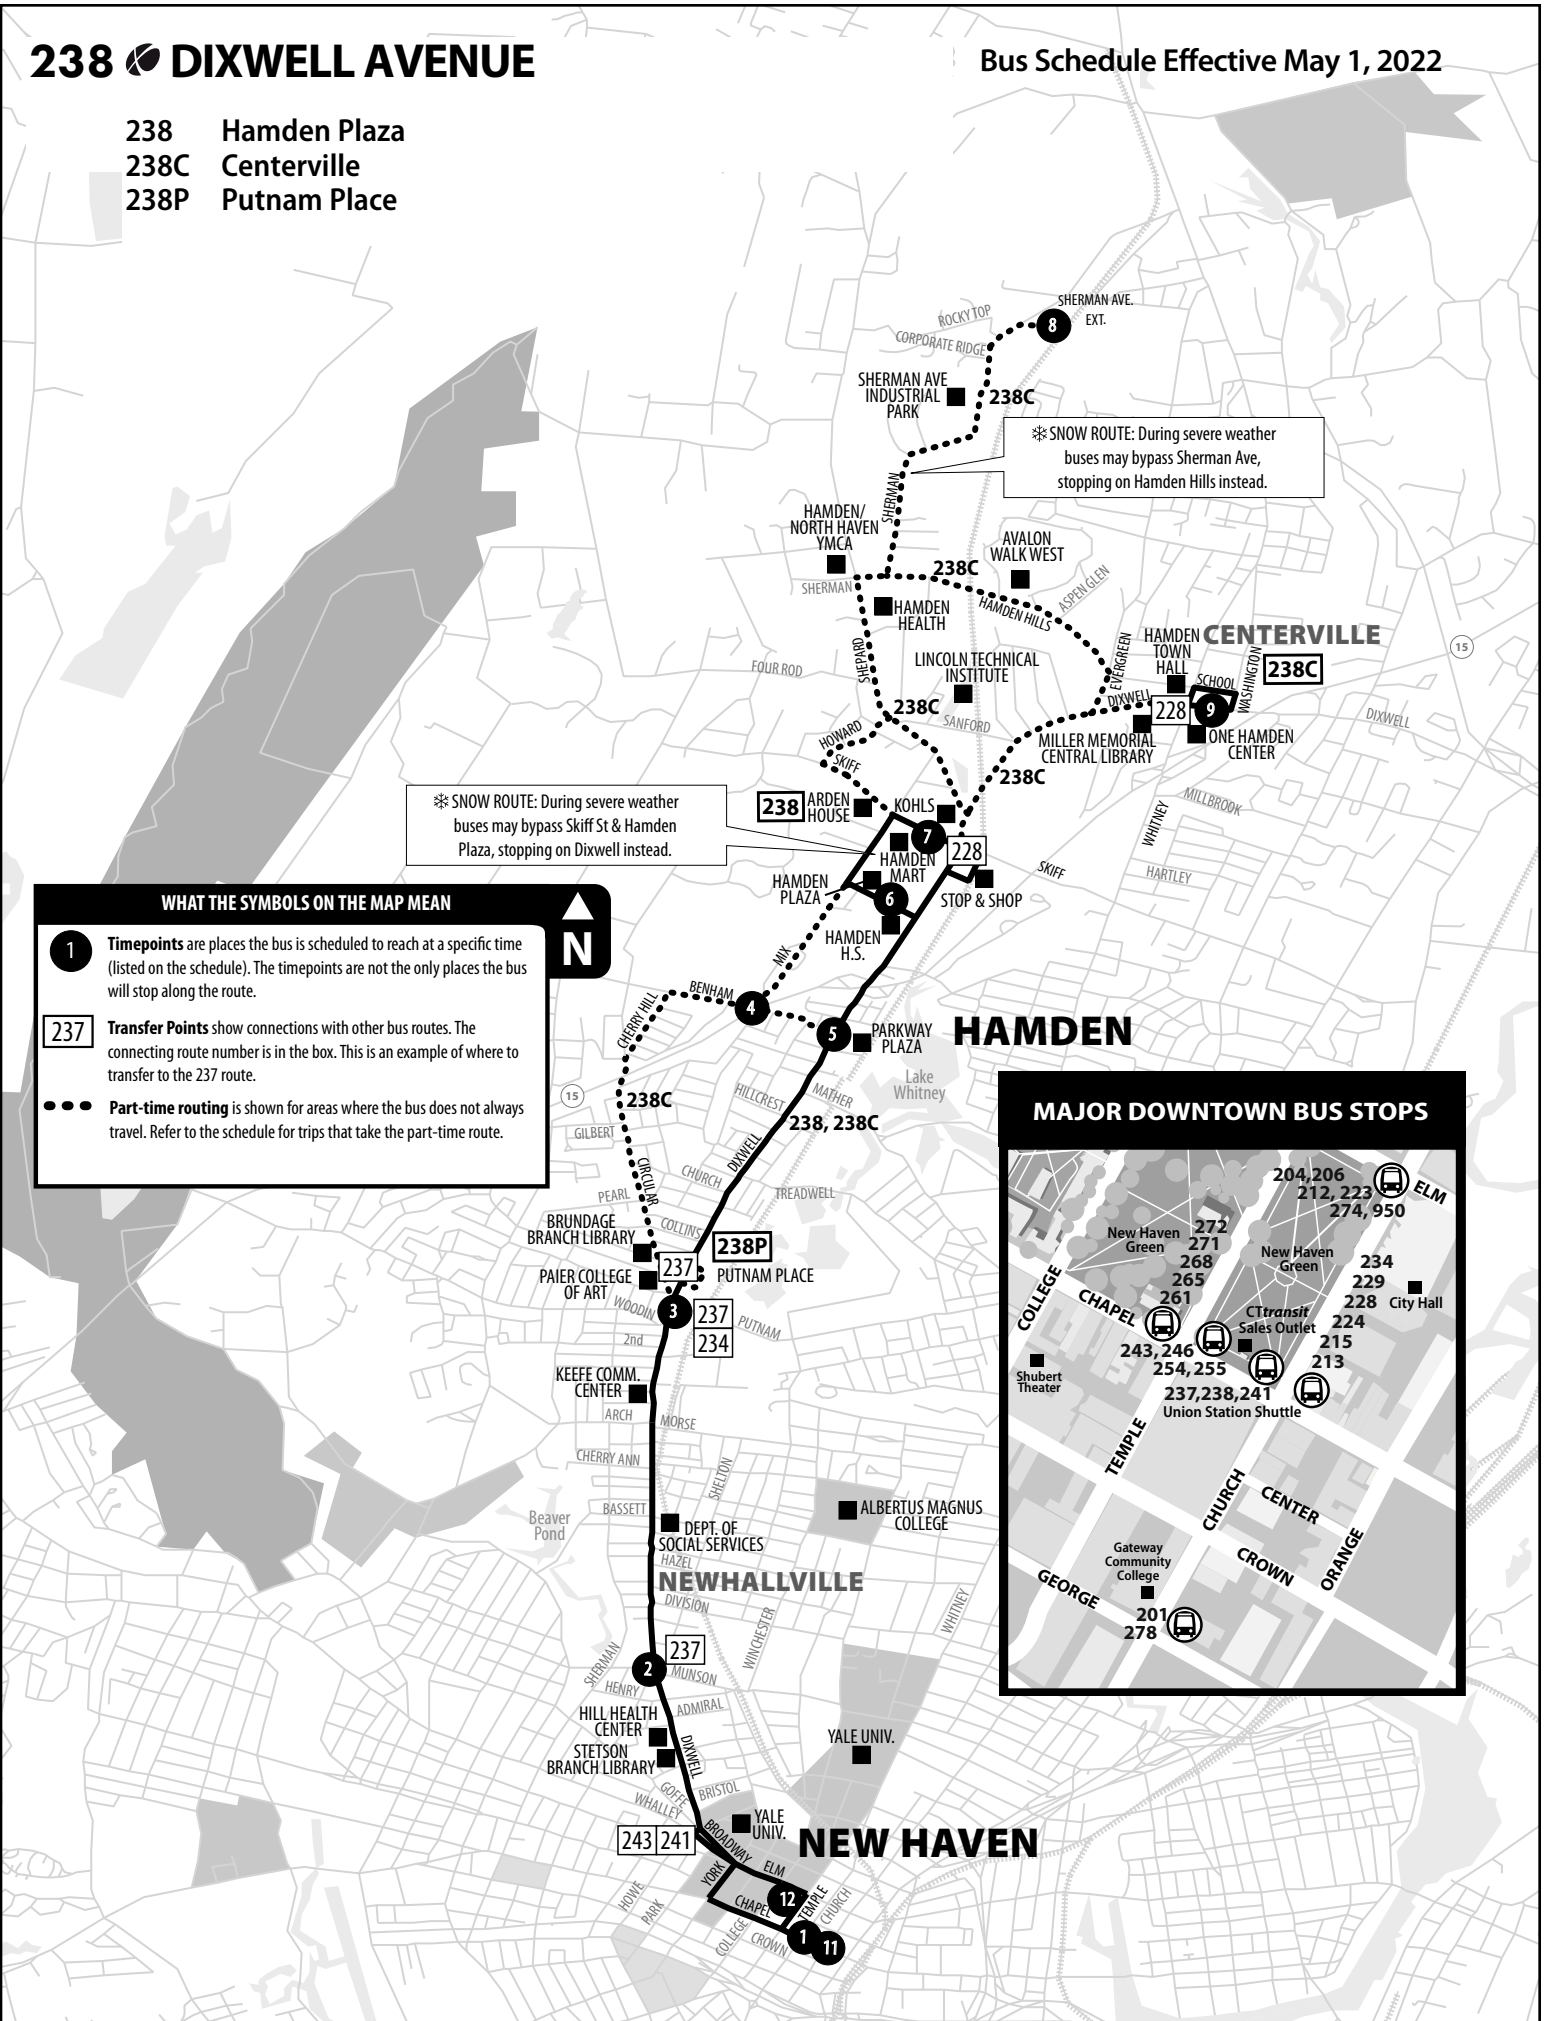 238 DIXWELL AVENUE
Bus Schedule Effective May 1, 2022
238 Hamden Plaza
238C Centerville
238P Putnam Place
SHERMAN AVE.
EXT.
8
ROCKY TOP
CORPORATE RIDGE
SHERMAN AVE
INDUSTRIAL
PARK
238C
SNOW ROUTE: During severe weather
buses may bypass Sherman Ave,
stopping on Hamden Hills instead.
SHERMAN
HAMDEN/
NORTH HAVEN
YMCA
AVALON
WALK WEST
238C
SHERMAN
ASPEN GLEN
HAMDEN HILLS
HAMDEN
HEALTH
EVERGREEN
HAMDEN
TOWN
HALL
CENTERVILLE
15
238C
WASHINGTON
SCHOOL
SHEPARD
FOUR ROD
LINCOLN TECHNICAL
INSTITUTE
DIXWELL
228
9
DIXWELL
238C
SANFORD
HOWARD
SKIFF
MILLER MEMORIAL
CENTRAL LIBRARY
ONE HAMDEN
CENTER
238C
MILLBROOK
WHITNEY
SNOW ROUTE: During severe weather
buses may bypass Skiff St & Hamden
Plaza, stopping on Dixwell instead.
238
ARDEN
HOUSE
KOHLS
7
228
HAMDEN
MART
SKIFF
HARTLEY
HAMDEN
PLAZA
6
STOP & SHOP
HAMDEN
H.S.
MIX
WHAT THE SYMBOLS ON THE MAP MEAN
N
1
Timepoints are places the bus is scheduled to reach at a specific time
(listed on the schedule). The timepoints are not the only places the bus
will stop along the route.
237
Transfer Points show connections with other bus routes. The
connecting route number is in the box. This is an example of where to
transfer to the 237 route.
Part-time routing is shown for areas where the bus does not always
travel. Refer to the schedule for trips that take the part-time route.
BENHAM
4
CHERRY HILL
5
PARKWAY
PLAZA
HAMDEN
Lake
Whitney
15
238C
HILLCREST
MATHER
238, 238C
GILBERT
DIXWELL
CIRCULAR
CHURCH
PEARL
TREADWELL
BRUNDAGE
BRANCH LIBRARY
COLLINS
238P
237
PUTNAM PLACE
PAIER COLLEGE
OF ART
WOODIN
3
237
234
PUTNAM
2nd
KEEFE COMM.
CENTER
ARCH
MORSE
CHERRY ANN
SHELTON
BASSETT
Beaver
Pond
DEPT. OF
SOCIAL SERVICES
ALBERTUS MAGNUS
COLLEGE
HAZEL
NEWHALLVILLE
DIVISION
WINCHESTER
WHITNEY
237
2
MUNSON
SHERMAN
HENRY
ADMIRAL
HILL HEALTH
CENTER
STETSON
BRANCH LIBRARY
DIXWELL
YALE UNIV.
GOFFE
BRISTOL
WHALLEY
YALE
UNIV.
243
241
BROADWAY
NEW HAVEN
ELM
YORK
HOWE
PARK
CHAPEL
12
TEMPLE
CHURCH
COLLEGE
CROWN
1
11
MAJOR DOWNTOWN BUS STOPS
204,206
212, 223
274, 950
ELM
New Haven
Green
272
271
268
265
261
New Haven
Green
234
229
228
224
215
213
City Hall
COLLEGE
CHAPEL
CTtransit
Sales Outlet
243,246
254,255
Shubert
Theater
237,238,241
Union Station Shuttle
TEMPLE
CHURCH
CENTER
CROWN
ORANGE
Gateway
Community
College
GEORGE
201
278